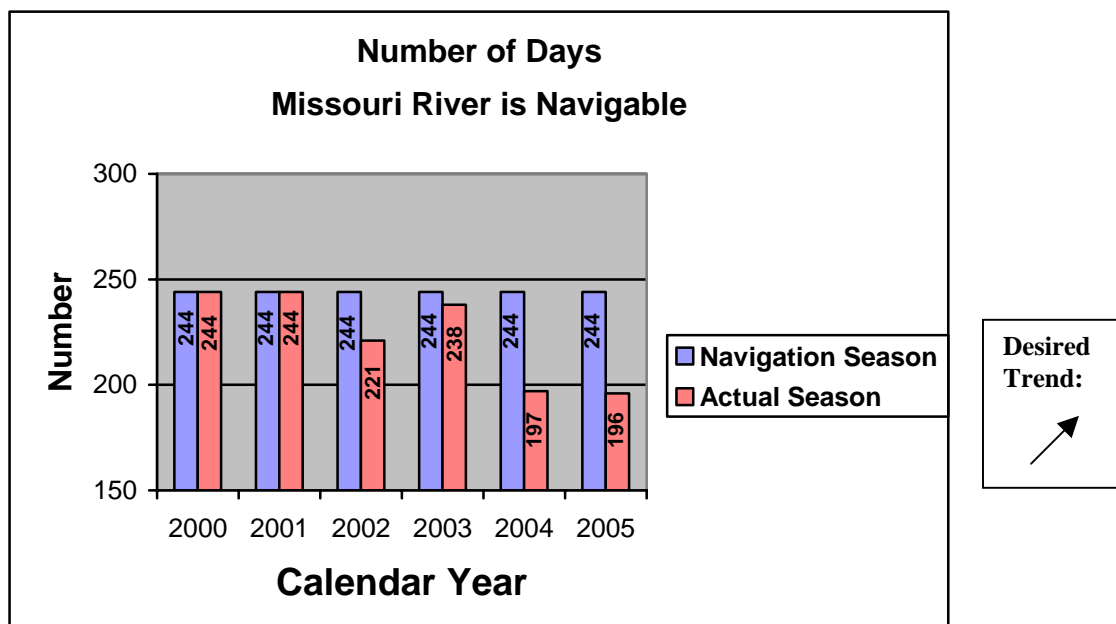 Number of Days
Missouri River is Navigable
300
250
200
150
Number
244 244 244 244 244 221 244 238 244 197 244 196
2000 2001 2002 2003 2004 2005
Calendar Year
Navigation Season
Actual Season
Desired
Trend: